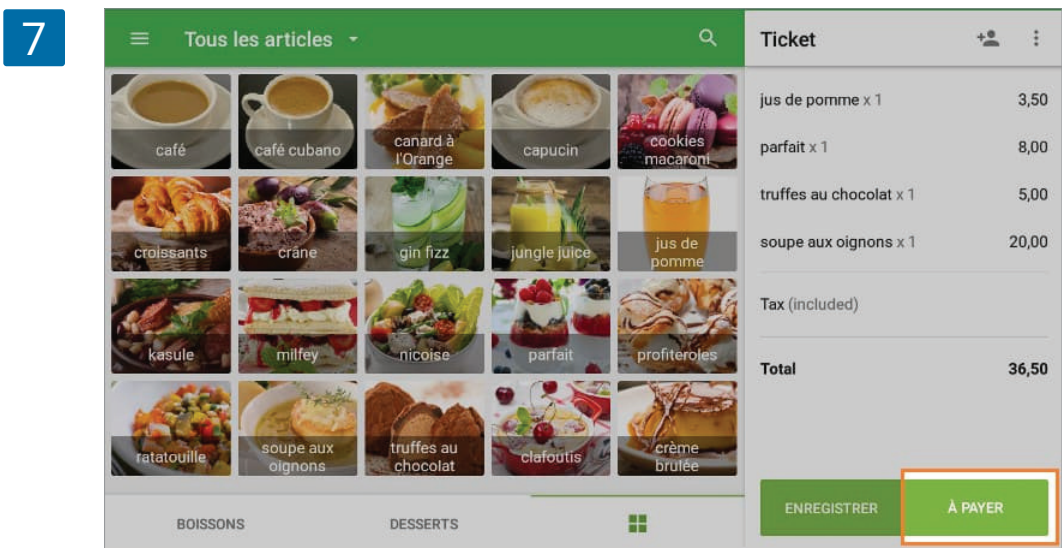 7
Tous les articles
Ticket
café
café cubano
canard à
l'Orange
capucin
cookies
macaroni
croissants
crâne
gin fizz
jungle juice
jus de
pomme
kasule
milfey
nicoise
parfait
profiteroles
ratatouille
soupe aux
oignons
truffes au
chocolat
clafoutis
crème
brulée
BOISSONS
DESSERTS
jus de pomme x 1 3,50
parfait x 1 8,00
truffes au chocolat x 1 5,00
soupe aux oignons x 1 20,00
Tax (included)
Total 36,50
ENREGISTRER
À PAYER